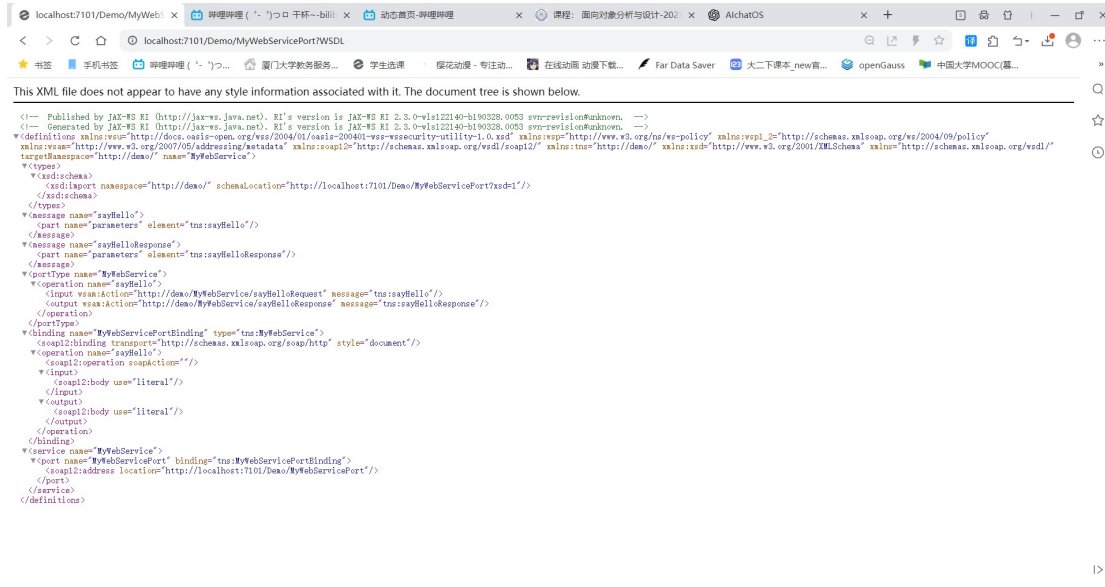 localhost:7101/Demo/MyWebS
哔哩哔哩 ( ゜- ゜)つロ 干杯~-bilib
动态首页-哔哩哔哩
课程： 面向对象分析与设计-202
AIchatOS
localhost:7101/Demo/MyWebServicePort?WSDL
书签 手机书签 哔哩哔哩 ( ゜- ゜)つ... 厦门大学教务服务... 学生选课 樱花动漫 - 专注动... 在线动画 动漫下载... Far Data Saver 大二下课本_new官... openGauss 中国大学MOOC(慕...
This XML file does not appear to have any style information associated with it. The document tree is shown below.
<!-- Published by JAX-WS RI (http://jax-ws.java.net). RI's version is JAX-WS RI 2.3.0-wls122140-b190328.0053 svn-revision#unknown. -->
<!-- Generated by JAX-WS RI (http://jax-ws.java.net). RI's version is JAX-WS RI 2.3.0-wls122140-b190328.0053 svn-revision#unknown. -->
▼<definitions xmlns:wsu="http://docs.oasis-open.org/wss/2004/01/oasis-200401-wss-wssecurity-utility-1.0.xsd" xmlns:wsp="http://www.w3.org/ns/ws-policy" xmlns:wsp1_2="http://schemas.xmlsoap.org/ws/2004/09/policy"
xmlns:wsam="http://www.w3.org/2007/05/addressing/metadata" xmlns:soap12="http://schemas.xmlsoap.org/wsdl/soap12/" xmlns:tns="http://demo/" xmlns:xsd="http://www.w3.org/2001/XMLSchema" xmlns="http://schemas.xmlsoap.org/wsdl/"
targetNamespace="http://demo/" name="MyWebService">
▼<types>
▼<xsd:schema>
<xsd:import namespace="http://demo/" schemaLocation="http://localhost:7101/Demo/MyWebServicePort?xsd=1"/>
</xsd:schema>
</types>
▼<message name="sayHello">
<part name="parameters" element="tns:sayHello"/>
</message>
▼<message name="sayHelloResponse">
<part name="parameters" element="tns:sayHelloResponse"/>
</message>
▼<portType name="MyWebService">
▼<operation name="sayHello">
<input wsam:Action="http://demo/MyWebService/sayHelloRequest" message="tns:sayHello"/>
<output wsam:Action="http://demo/MyWebService/sayHelloResponse" message="tns:sayHelloResponse"/>
</operation>
</portType>
▼<binding name="MyWebServicePortBinding" type="tns:MyWebService">
<soap12:binding transport="http://schemas.xmlsoap.org/soap/http" style="document"/>
▼<operation name="sayHello">
<soap12:operation soapAction=""/>
▼<input>
<soap12:body use="literal"/>
</input>
▼<output>
<soap12:body use="literal"/>
</output>
</operation>
</binding>
▼<service name="MyWebService">
▼<port name="MyWebServicePort" binding="tns:MyWebServicePortBinding">
<soap12:address location="http://localhost:7101/Demo/MyWebServicePort"/>
</port>
</service>
</definitions>